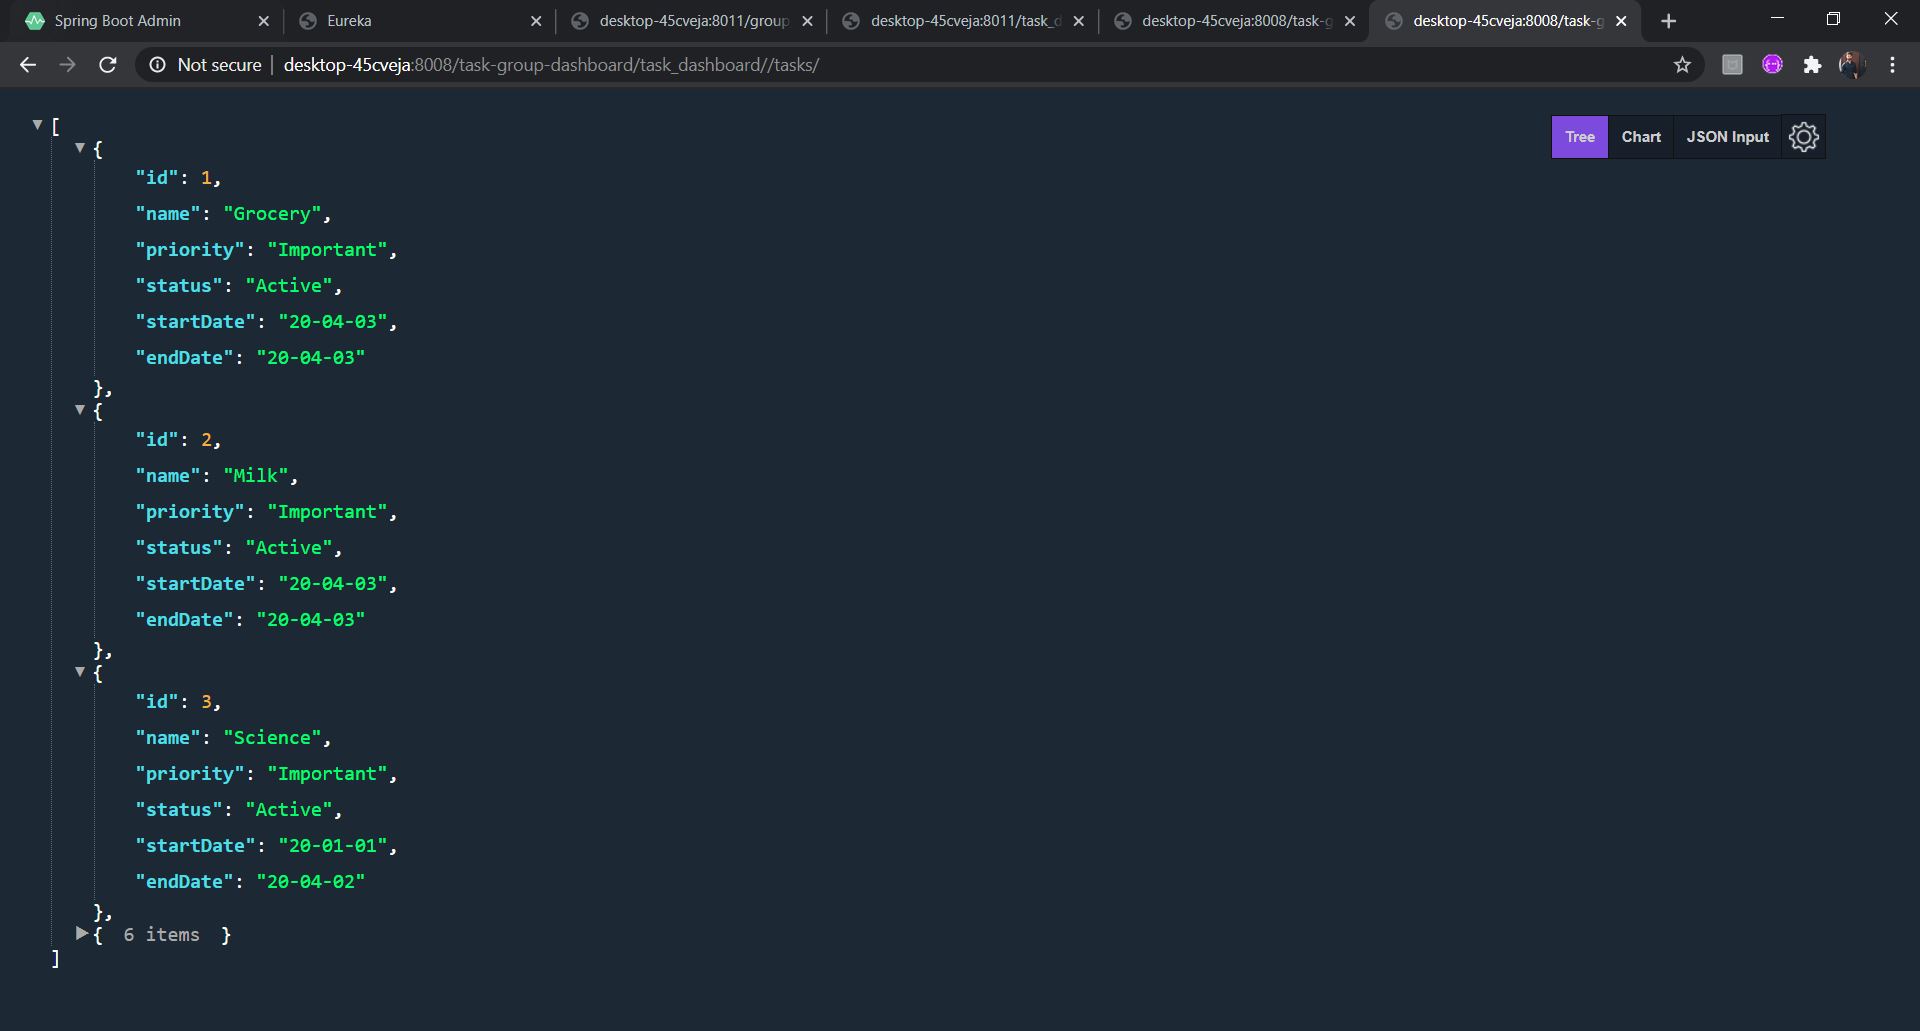 Spring Boot Admin
Eureka
desktop-45cveja:8011/group
desktop-45cveja:8011/task_d
desktop-45cveja:8008/task-g
desktop-45cveja:8008/task-g
Not secure
desktop-45cveja:8008/task-group-dashboard/task_dashboard//tasks/
Tree
Chart
JSON Input
[
{
"id": 1,
"name": "Grocery",
"priority": "Important",
"status": "Active",
"startDate": "20-04-03",
"endDate": "20-04-03"
},
{
"id": 2,
"name": "Milk",
"priority": "Important",
"status": "Active",
"startDate": "20-04-03",
"endDate": "20-04-03"
},
{
"id": 3,
"name": "Science",
"priority": "Important",
"status": "Active",
"startDate": "20-01-01",
"endDate": "20-04-02"
},
{ 6 items }
]